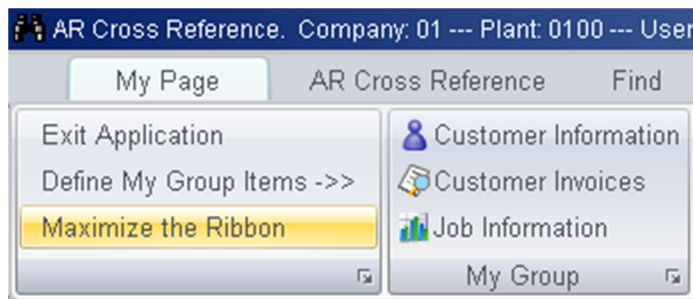 AR Cross Reference. Company: 01 --- Plant: 0100 --- User
My Page AR Cross Reference Find
Exit Application
Define My Group Items ->>
Maximize the Ribbon
Customer Information
Customer Invoices
Job Information
My Group